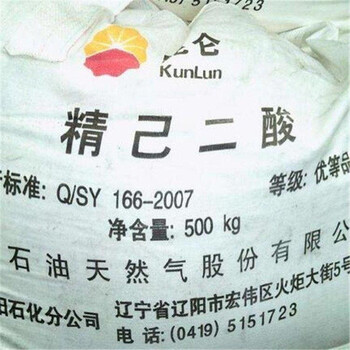 昆仑
KunLun
精己二酸
标准: Q/SY 166-2007 等级: 优等品
净含量: 500 kg
石油天然气股份有限公
阳石化分公司 辽宁省辽阳市宏伟区火炬大街5号
电话: (0419) 5151723
51723